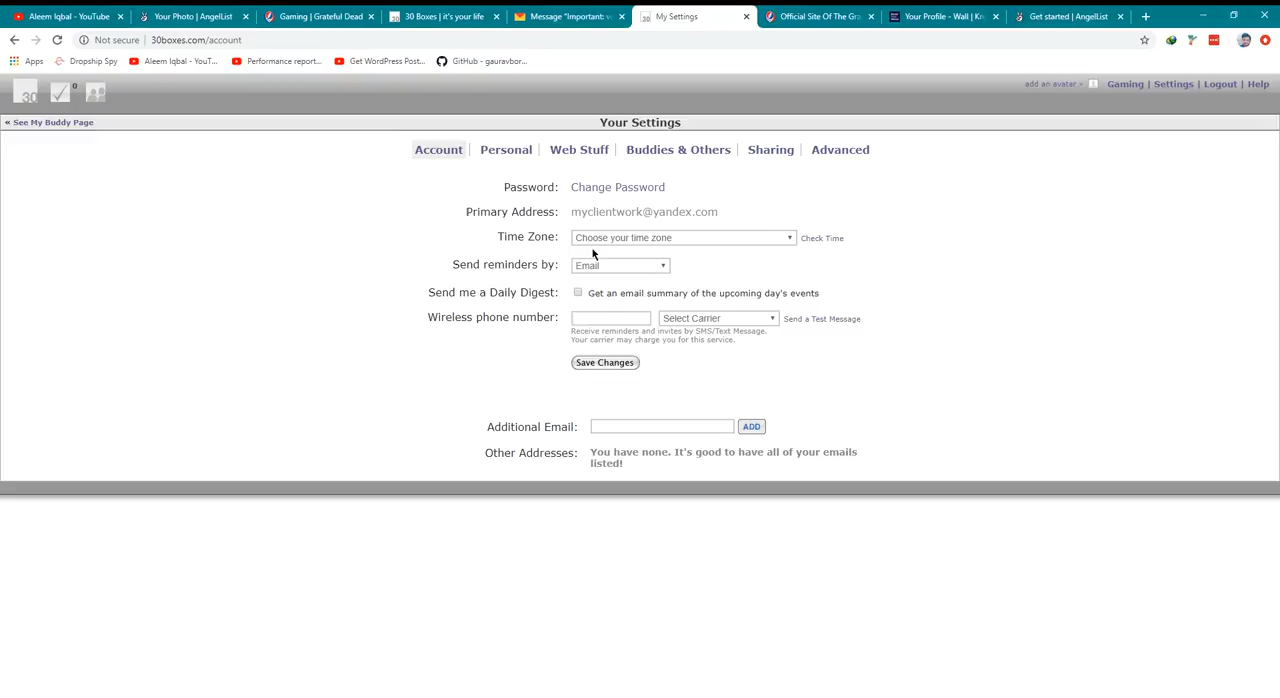 Aleem Iqbal - YouTube
Your Photo | AngelList
Gaming | Grateful Dead
30 Boxes | it's your life
Message "Important: v
My Settings
Official Site Of The Gra
Your Profile - Wall | Kr
Get started | AngelList
Not secure | 30boxes.com/account
Apps
Dropship Spy
Aleem Iqbal - YouT...
Performance report...
Get WordPress Post...
GitHub - gauravbor...
30
0
add an avatar »
Gaming | Settings | Logout | Help
« See My Buddy Page
Your Settings
Account | Personal | Web Stuff | Buddies & Others | Sharing | Advanced
Password: Change Password
Primary Address: myclientwork@yandex.com
Time Zone: Choose your time zone Check Time
Send reminders by: Email
Send me a Daily Digest: Get an email summary of the upcoming day's events
Wireless phone number: Select Carrier Send a Test Message
Receive reminders and invites by SMS/Text Message.
Your carrier may charge you for this service.
Save Changes
Additional Email: ADD
Other Addresses: You have none. It's good to have all of your emails
listed!